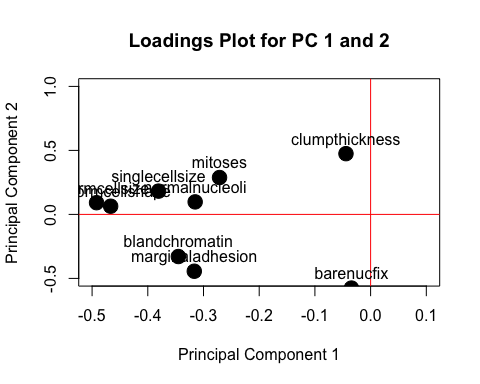 Loadings Plot for PC 1 and 2
Principal Component 2
1.0
0.5
0.0
-0.5
clumpthickness
mitoses
singlecellsize
blandchromatin
marginaladhesion
barenucfix
-0.5
-0.4
-0.3
-0.2
-0.1
0.0
0.1
Principal Component 1